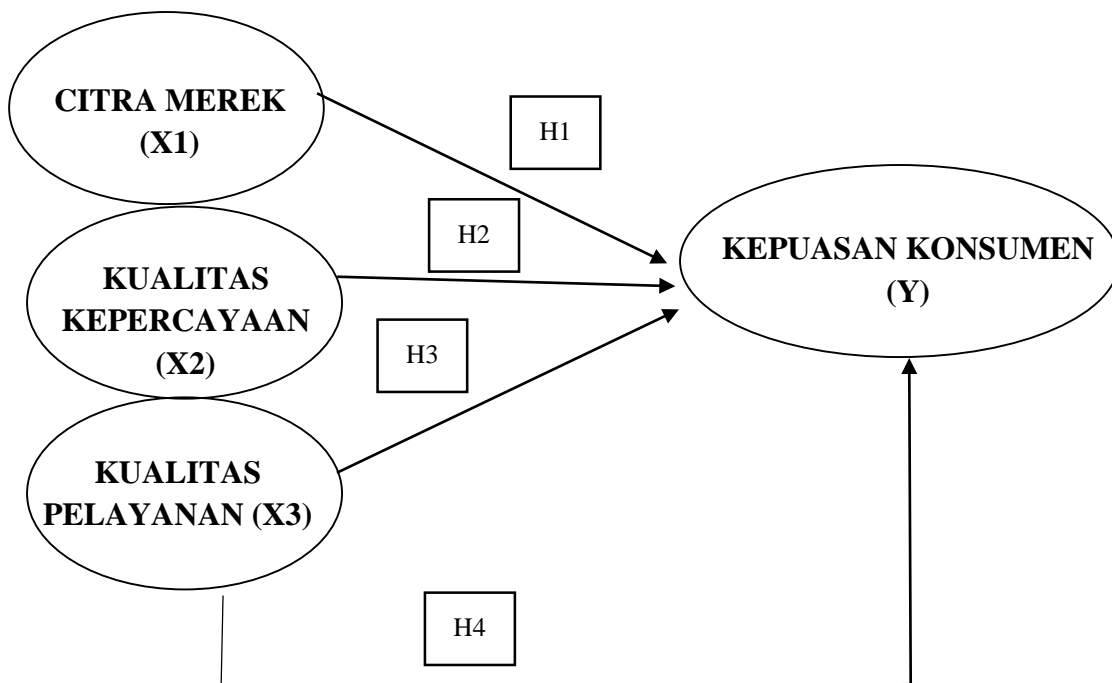 CITRA MEREK
(X1)
H1
H2
KEPUASAN KONSUMEN
(Y)
KUALITAS
KEPERCAYAAN
(X2)
H3
KUALITAS
PELAYANAN (X3)
H4